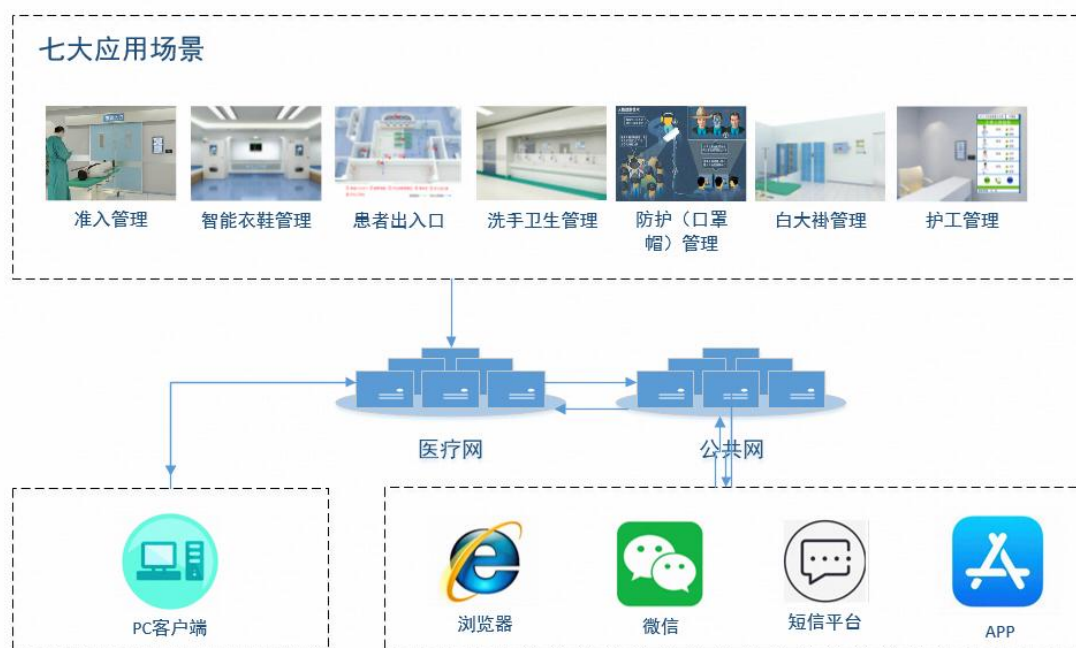 七大应用场景
准入管理
智能衣鞋管理
患者出入口
洗手卫生管理
防护（口罩
帽）管理
白大褂管理
护工管理
医疗网
公共网
PC客户端
浏览器
微信
短信平台
APP